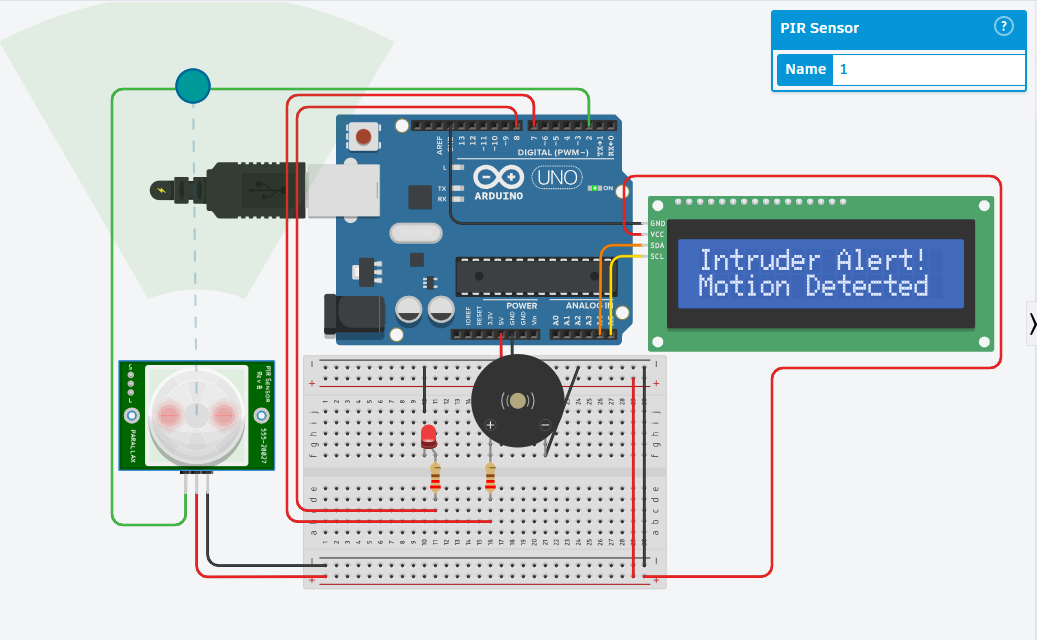 PIR Sensor
?
Name 1
AREF
GND
13
12
~11
~10
~9
8
7
~6
~5
4
~3
2
TX→1
RX←0
DIGITAL (PWM~)
L
TX
RX
ARDUINO
UNO
ON
GND
VCC
SDA
SCL
Intruder Alert!
Motion Detected
POWER
ANALOG IN
IOREF
RESET
3.3V
5V
GND
GND
Vin
A0
A1
A2
A3
A4
A5
PIR Sensor
Rev B
555-28027
PARALLAX